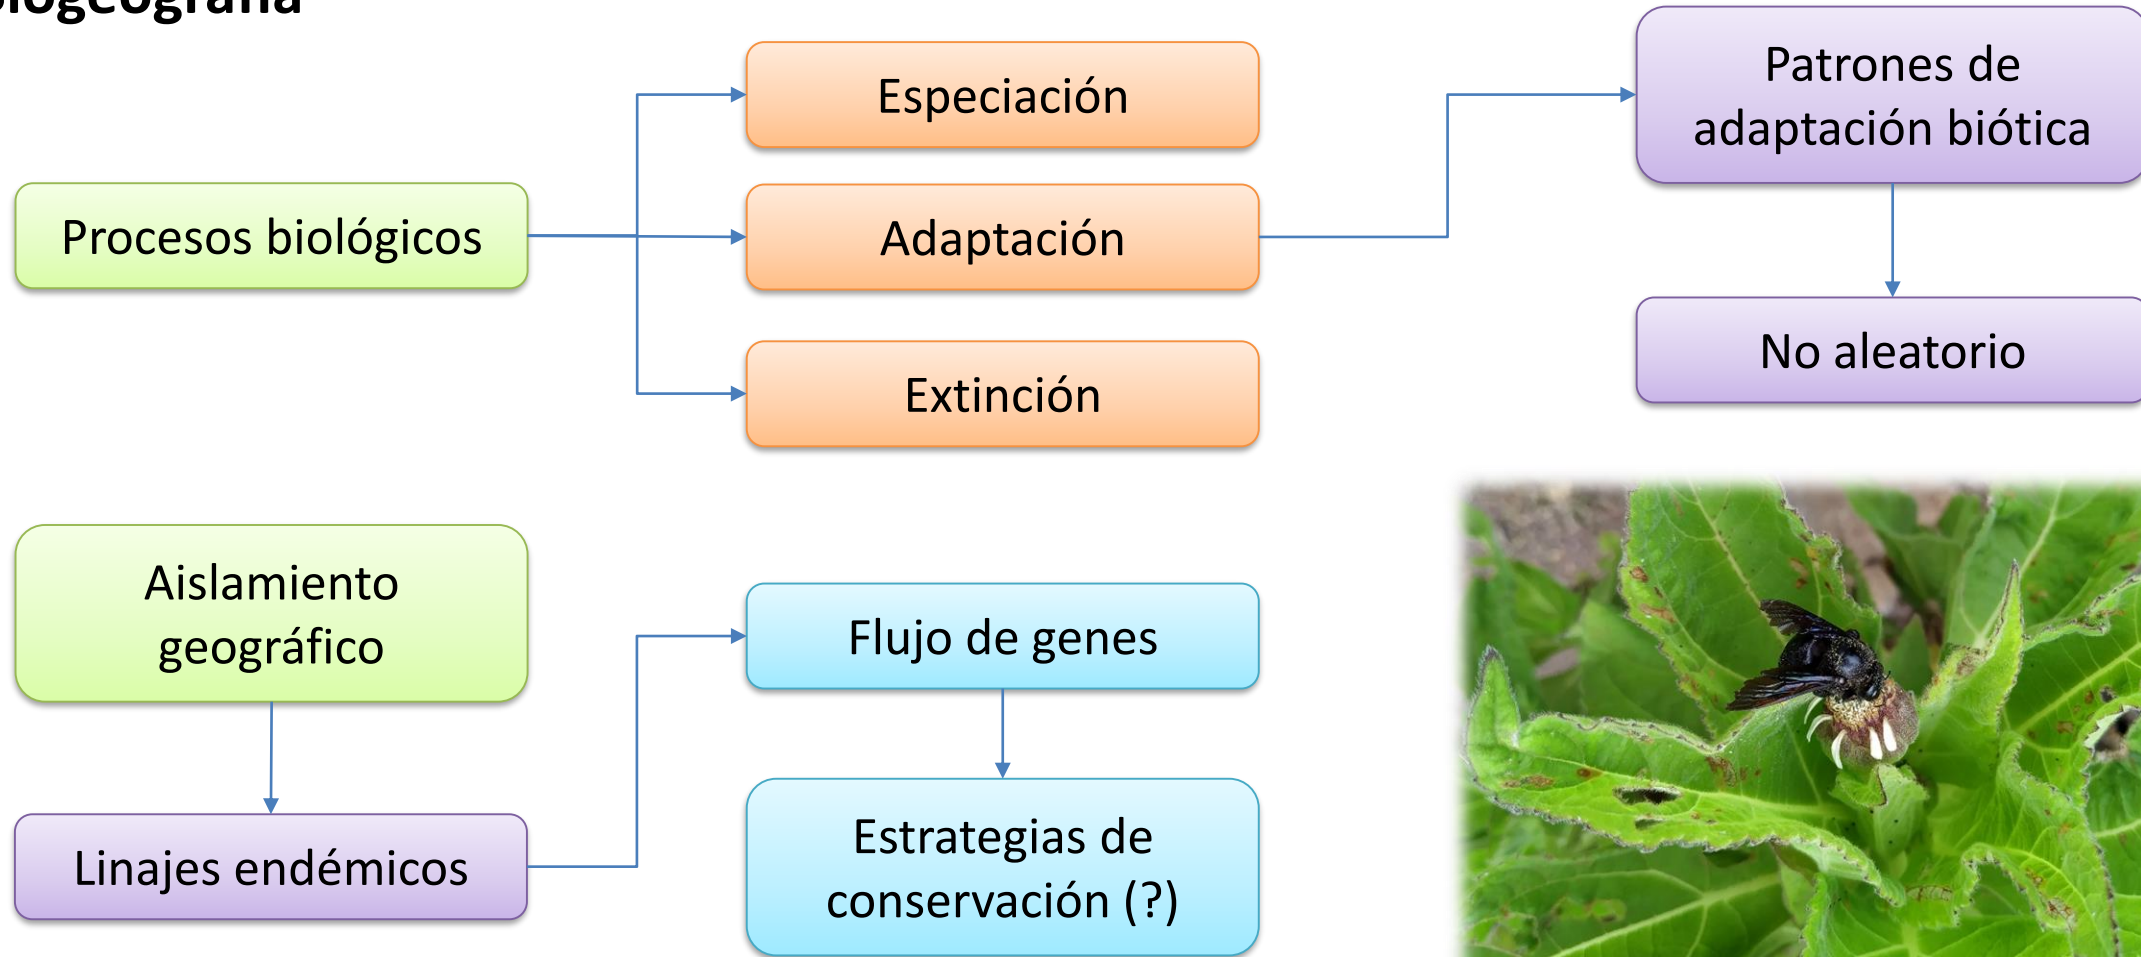 biogeografía
Especiación
Patrones de
adaptación biótica
Procesos biológicos
Adaptación
No aleatorio
Extinción
Aislamiento
geográfico
Flujo de genes
Linajes endémicos
Estrategias de
conservación (?)